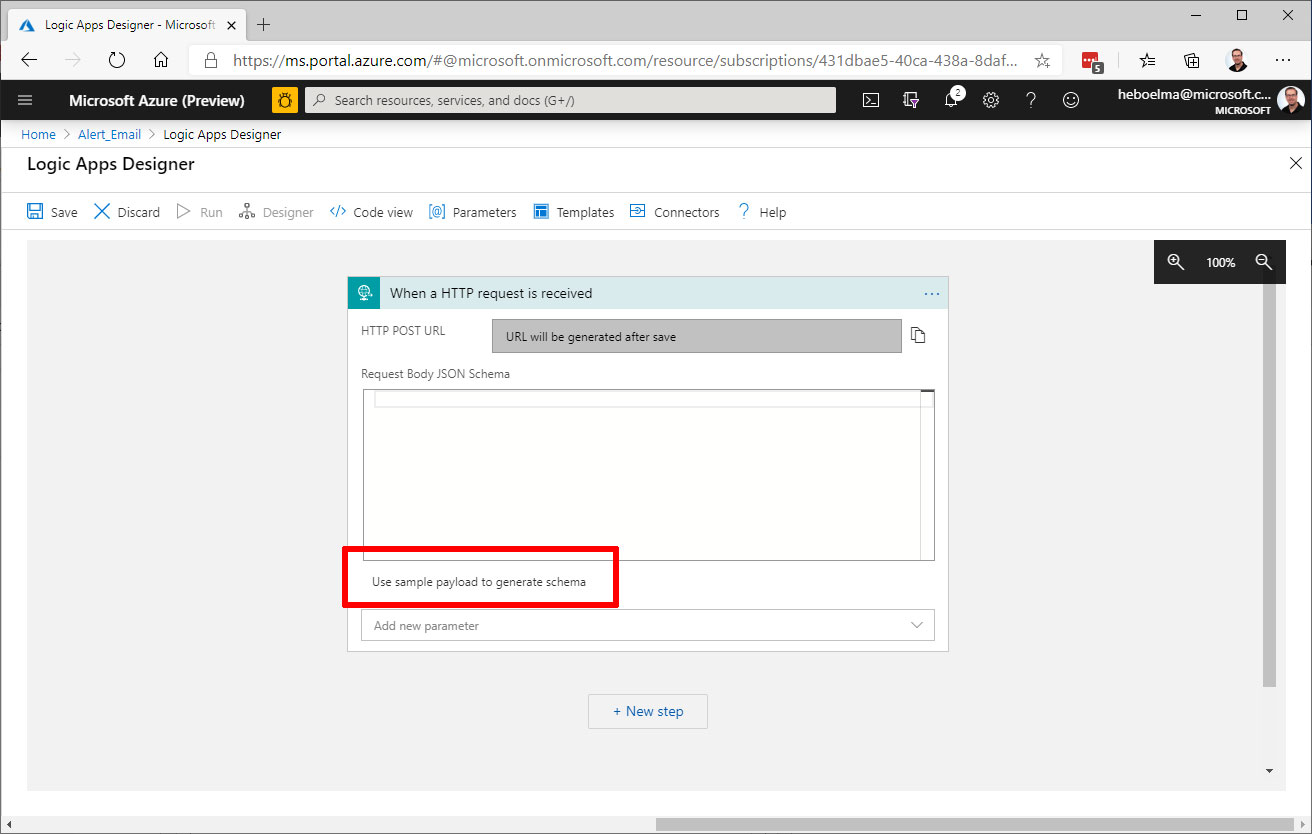 Logic Apps Designer - Microsoft
https://ms.portal.azure.com/#@microsoft.onmicrosoft.com/resource/subscriptions/431dbae5-40ca-438a-8daf...
5
Microsoft Azure (Preview)
Search resources, services, and docs (G+/)
2
heboelma@microsoft.c...
MICROSOFT
Home > Alert_Email > Logic Apps Designer
Logic Apps Designer
Save Discard Run Designer Code view Parameters Templates Connectors Help
100%
When a HTTP request is received
HTTP POST URL
URL will be generated after save
Request Body JSON Schema
Use sample payload to generate schema
Add new parameter
+ New step